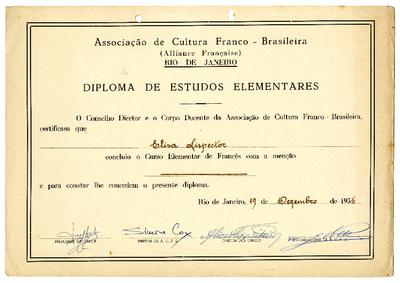 Associação de Cultura Franco - Brasileira
(Alliance Française)
RIO DE JANEIRO
DIPLOMA DE ESTUDOS ELEMENTARES
O Conselho Diretor e o Corpo Docente da Associação de Cultura Franco - Brasileira,
certificam que
Elisa Lispector
concluiu o Curso Elementar de Francês com a menção
e para constar lhe concedem o presente diploma.
Rio de Janeiro, 19 de Dezembro de 1956
Simone Cox